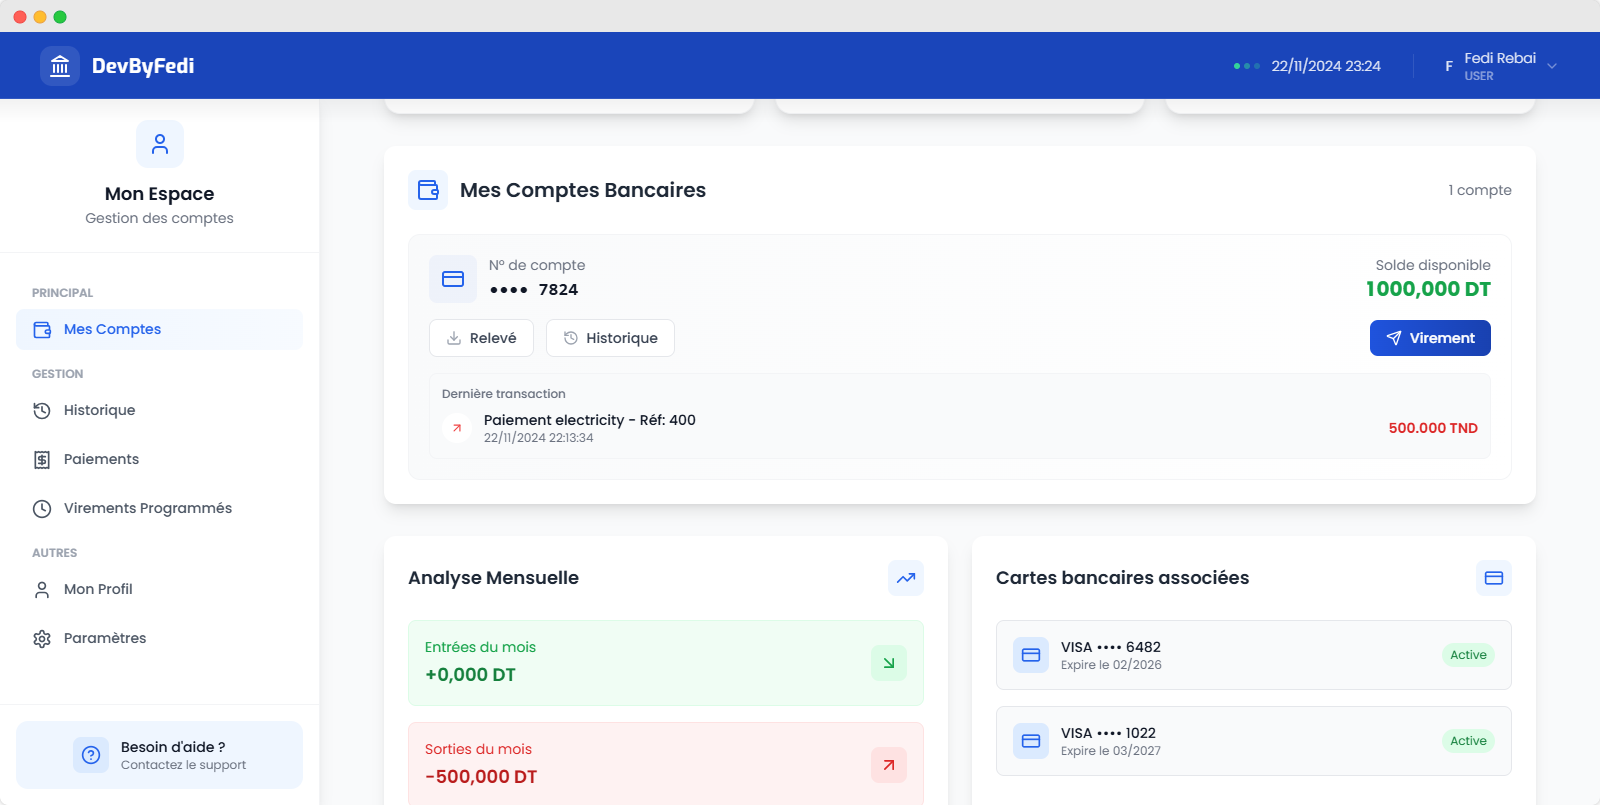 DevByFedi
22/11/2024 23:24
F
Fedi Rebai
USER
Mon Espace
Gestion des comptes
PRINCIPAL
Mes Comptes
GESTION
Historique
Paiements
Virements Programmés
AUTRES
Mon Profil
Paramètres
Besoin d'aide ?
Contactez le support
Mes Comptes Bancaires
1 compte
N° de compte
•••• 7824
Solde disponible
1 000,000 DT
Relevé
Historique
Virement
Dernière transaction
Paiement electricity - Réf: 400
22/11/2024 22:13:34
500.000 TND
Analyse Mensuelle
Entrées du mois
+0,000 DT
Sorties du mois
-500,000 DT
Cartes bancaires associées
VISA •••• 6482
Expire le 02/2026
Active
VISA •••• 1022
Expire le 03/2027
Active